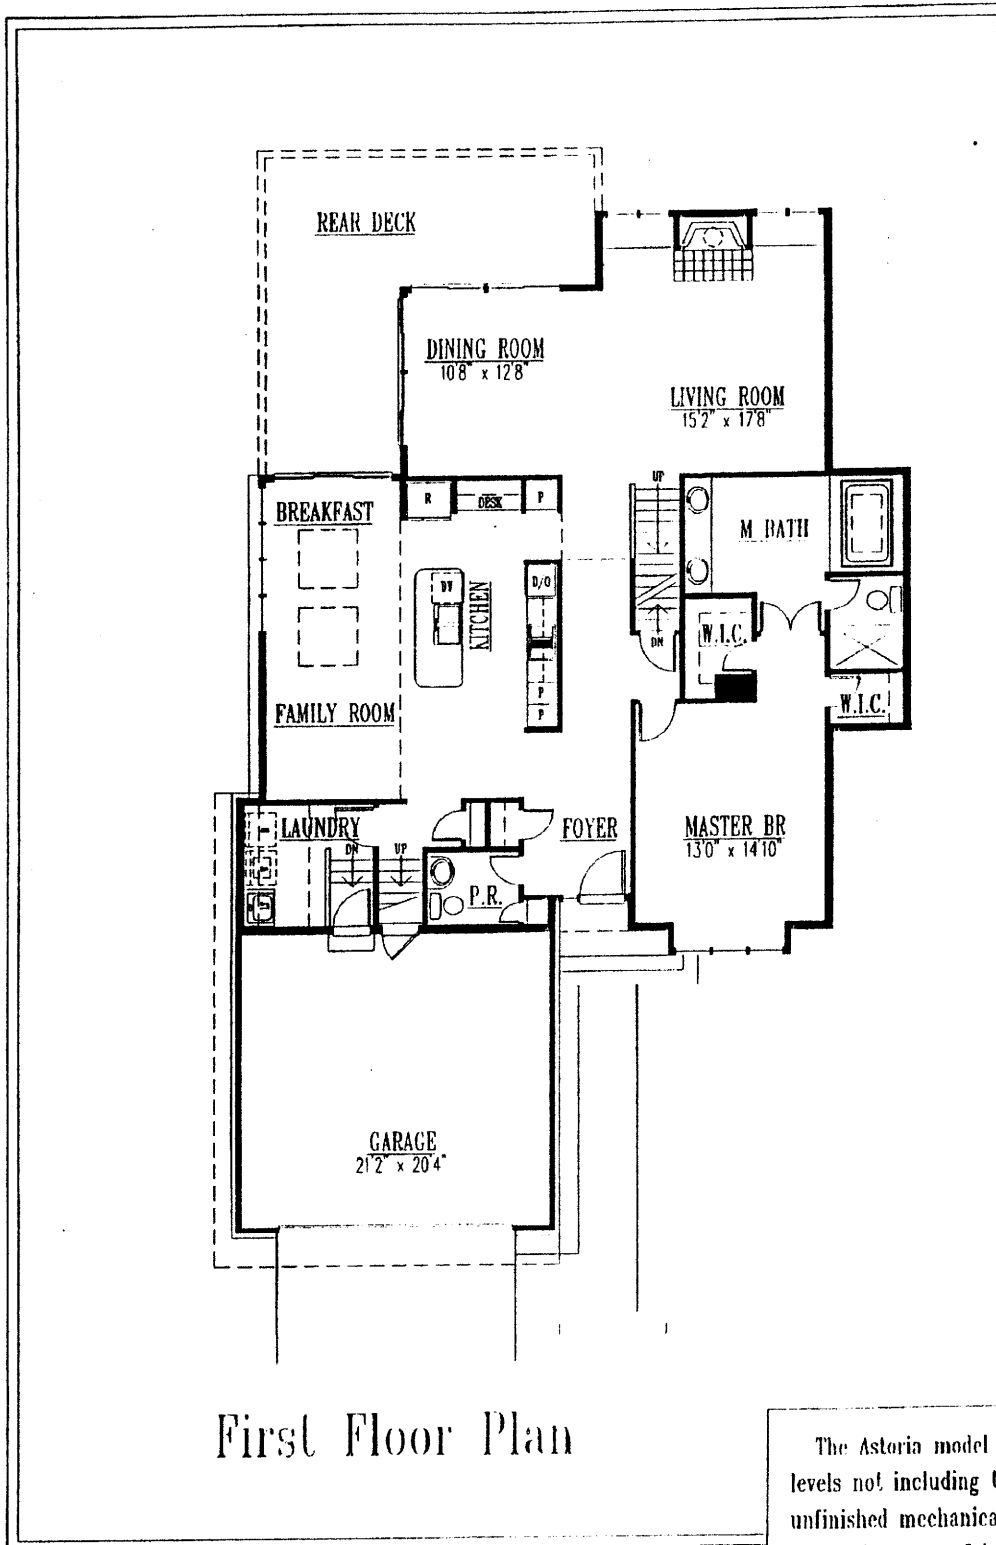 REAR DECK
DINING ROOM
10'8" x 12'8"
LIVING ROOM
15'2" x 17'8"
UP
R
DESK
P
BREAKFAST
M BATH
D/O
DW
KITCHEN
W.I.C.
DN
P
P
W.I.C.
FAMILY ROOM
LAUNDRY
DN
UP
FOYER
MASTER BR
13'0" x 14'10"
P.R.
GARAGE
21'2" x 20'4"
First Floor Plan
The Astoria model
levels not including
unfinished mechanica